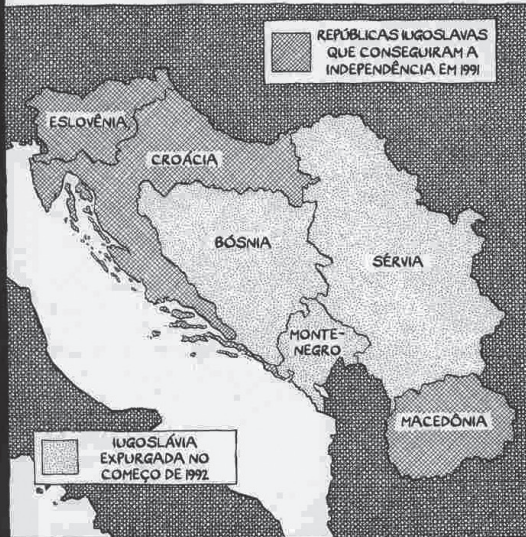 REPÚBLICAS IUGOSLAVAS
QUE CONSEGUIRAM A
INDEPENDÊNCIA EM 1991
ESLOVÊNIA
CROÁCIA
BÓSNIA
SÉRVIA
MONTE-
NEGRO
MACEDÔNIA
IUGOSLÁVIA
EXPURGADA NO
COMEÇO DE 1992